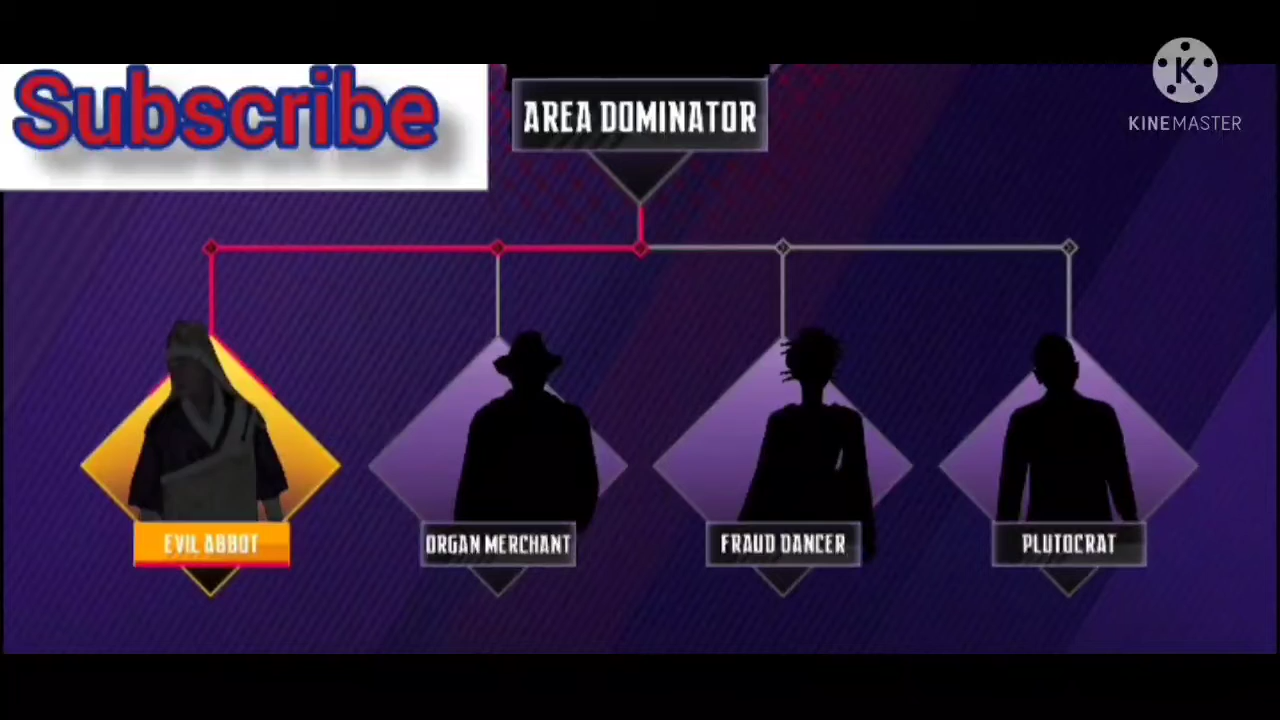 Subscribe
AREA DOMINATOR
K
KINEMASTER
EVIL ABBOT
ORGAN MERCHANT
FRAUD DANCER
PLUTOCRAT